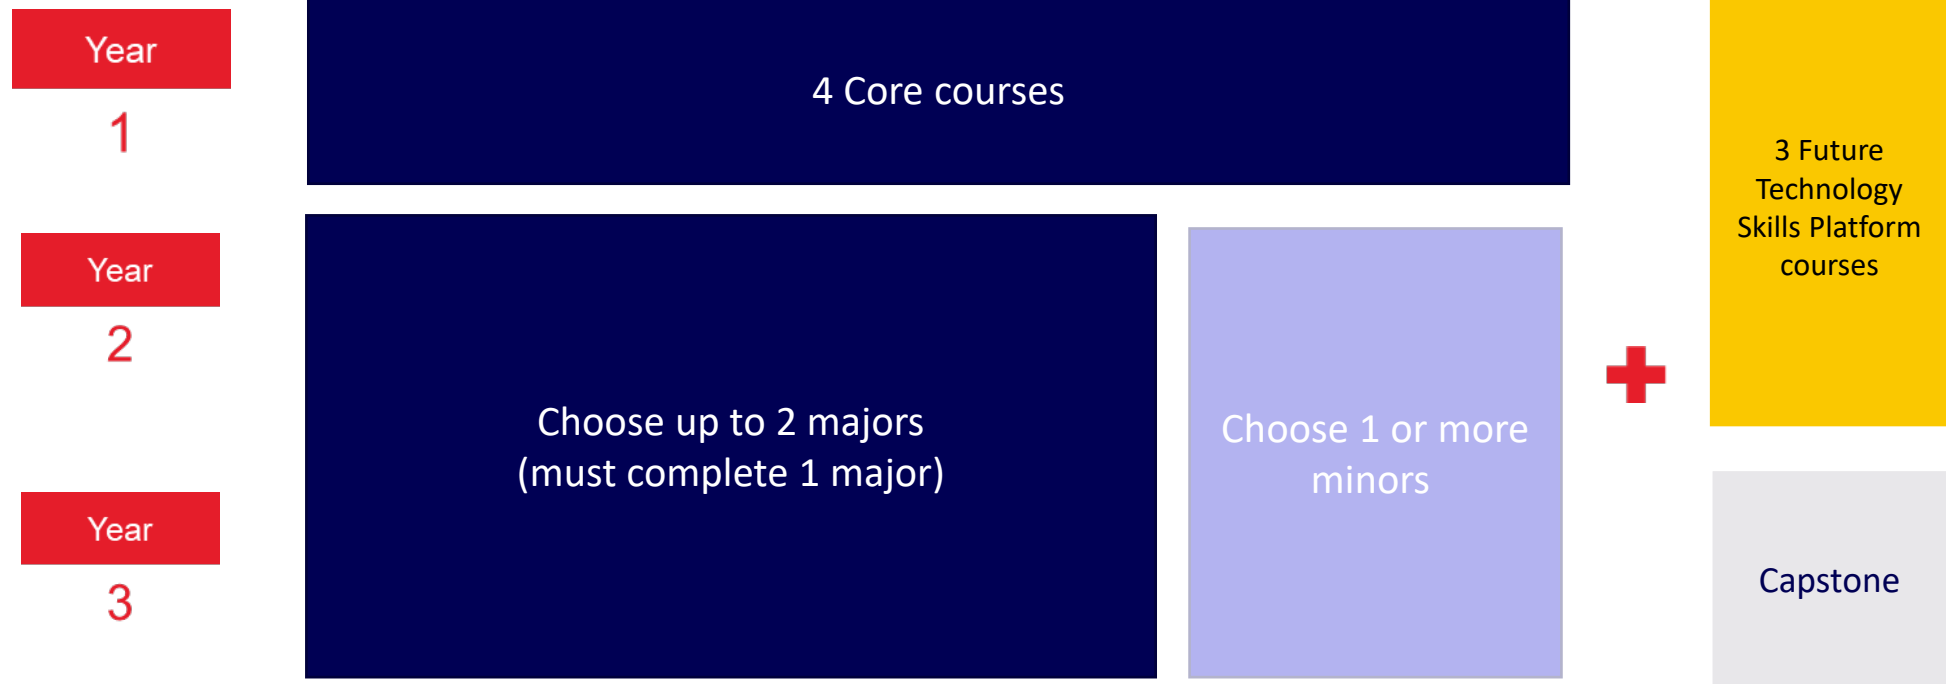 Year
1
4 Core courses
3 Future
Technology
Skills Platform
courses
Year
2
Choose up to 2 majors
(must complete 1 major)
Choose 1 or more
minors
Year
3
Capstone